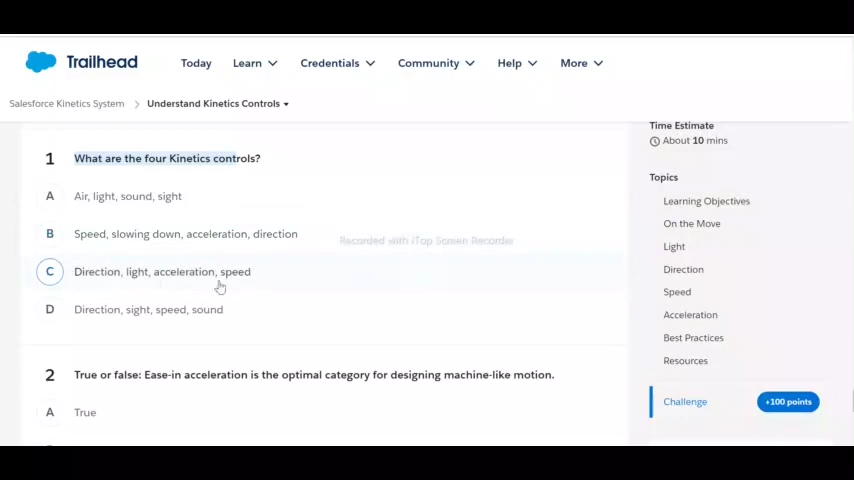 Trailhead
Today Learn Credentials Community Help More
Salesforce Kinetics System > Understand Kinetics Controls
Time Estimate
About 10 mins
1 What are the four Kinetics controls?
A Air, light, sound, sight
B Speed, slowing down, acceleration, direction
C Direction, light, acceleration, speed
D Direction, sight, speed, sound
2 True or false: Ease-in acceleration is the optimal category for designing machine-like motion.
A True
Topics
Learning Objectives
On the Move
Light
Direction
Speed
Acceleration
Best Practices
Resources
Challenge +100 points
Recorded with iTop Screen Recorder